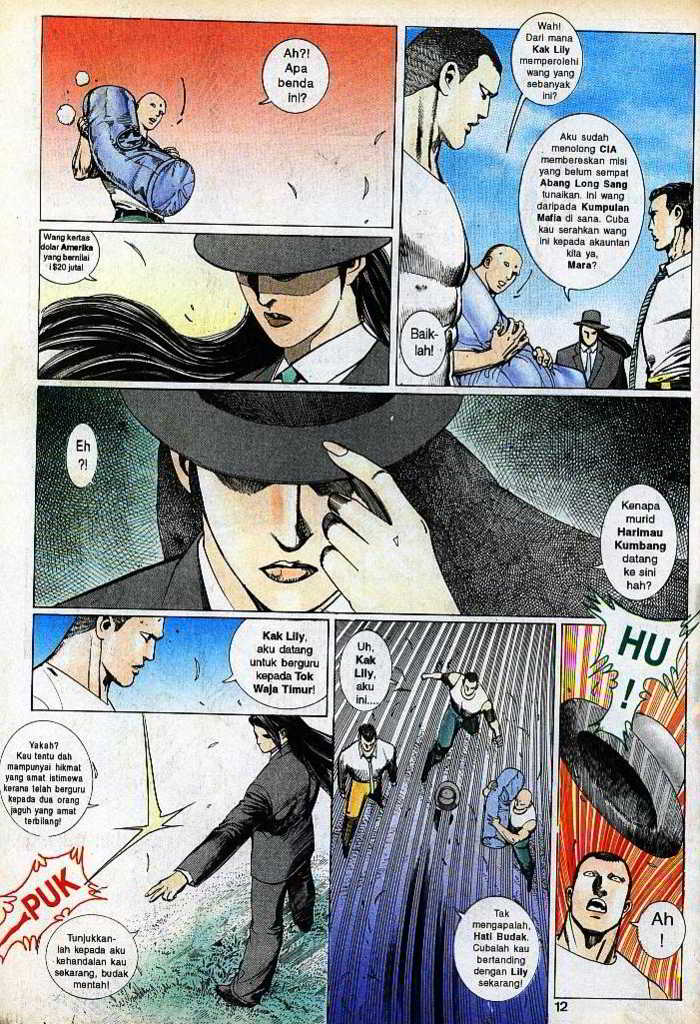 Ah?!
Apa
benda
ini?
Wah!
Dari mana
Kak Lily
memperolehi
wang yang
sebanyak
ini?
Aku sudah
menolong CIA
membereskan misi
yang belum sempat
Abang Long Sang
tunaikan. Ini wang
daripada Kumpulan
Mafia di sana. Cuba
kau serahkan wang
ini kepada akauntan
kita ya,
Mara?
Baik-
lah!
Wang kertas
dolar Amerika
yang bernilai
i$20 juta!
Eh
?!
Kenapa
murid
Harimau
Kumbang
datang
ke sini
hah?
Kak Lily,
aku datang
untuk berguru
kepada Tok
Waja Timur!
Yakah?
Kau tentu dah
mampunyai hikmat
yang amat istimewa
kerana telah berguru
kepada dua orang
jaguh yang amat
terbilang!
PUK
Tunjukkan-
lah kepada aku
kehandalan kau
sekarang, budak
mentah!
Uh,
Kak
Lily,
aku
ini....
Tak
mengapalah,
Hati Budak.
Cubalah kau
bertanding
dengan Lily
sekarang!
HU
!
Ah
!
12